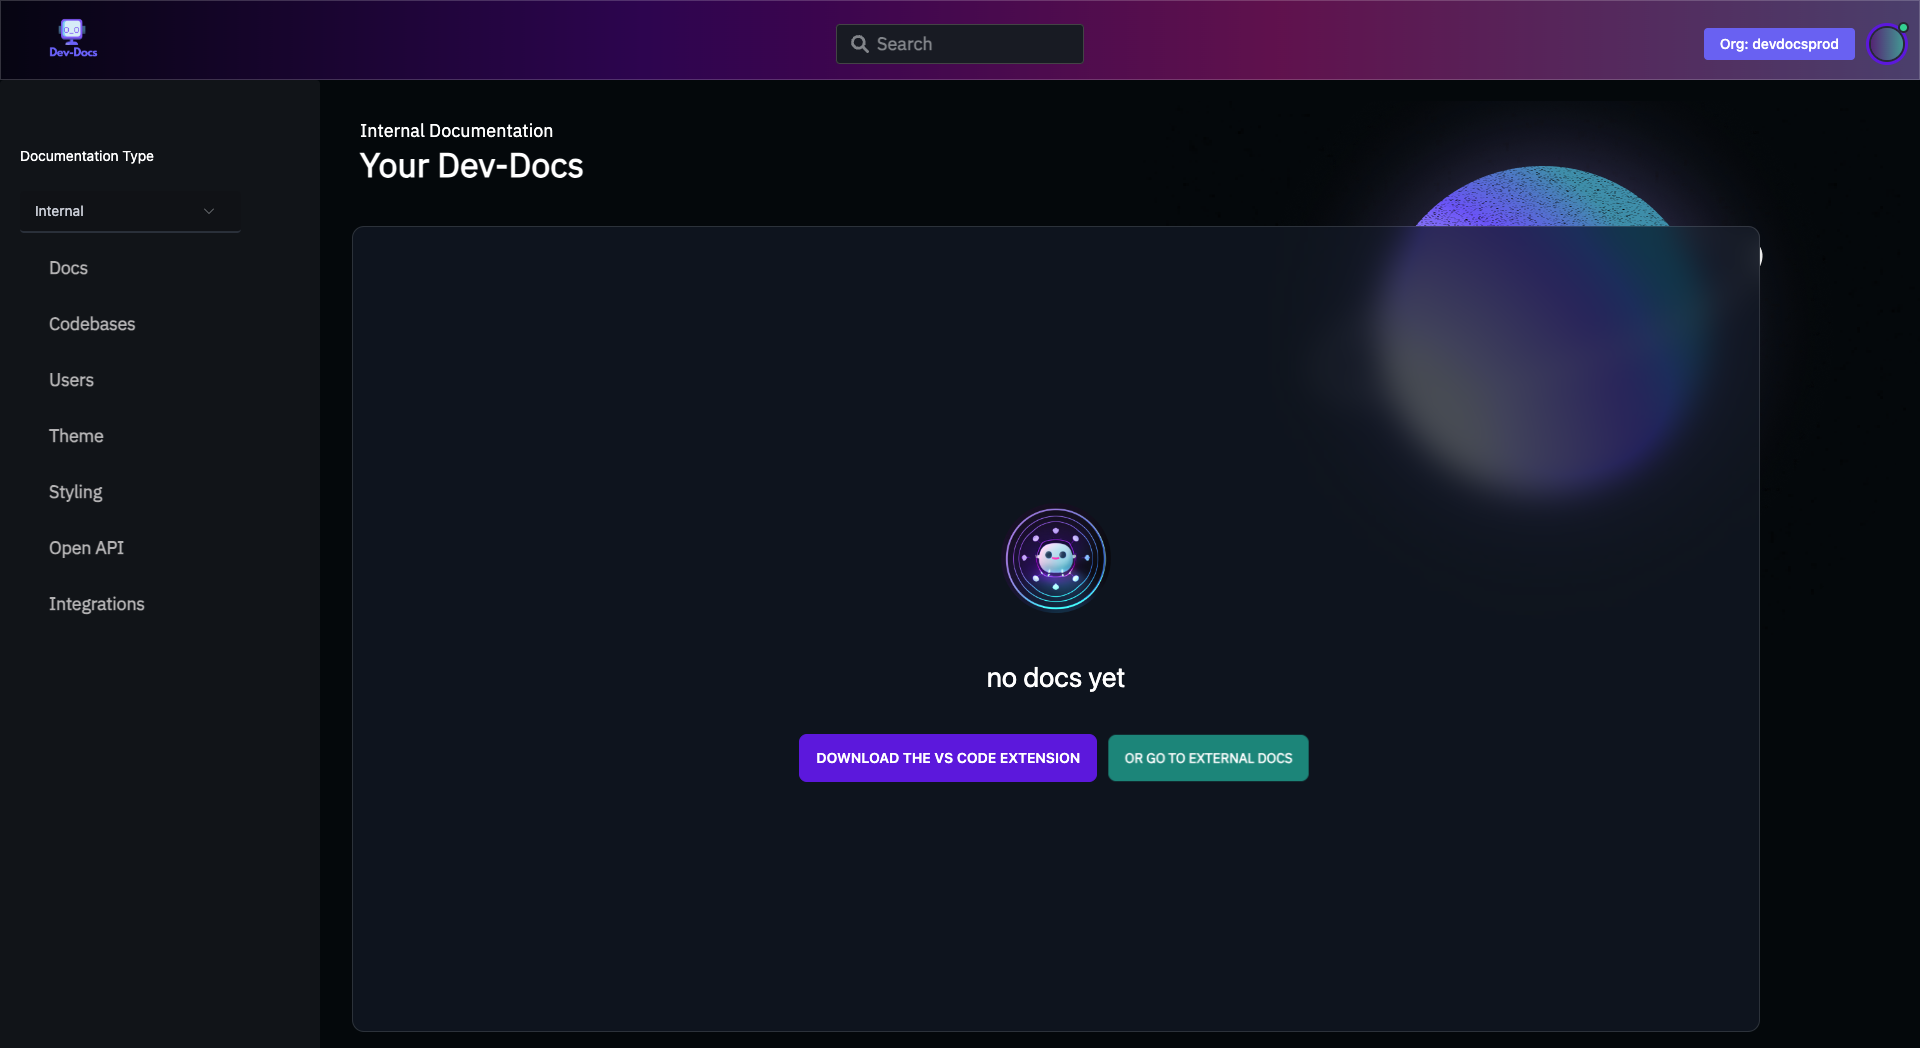 Dev-Docs
Search
Org: devdocsprod
Documentation Type
Internal
Docs
Codebases
Users
Theme
Styling
Open API
Integrations
Internal Documentation
Your Dev-Docs
no docs yet
DOWNLOAD THE VS CODE EXTENSION
OR GO TO EXTERNAL DOCS